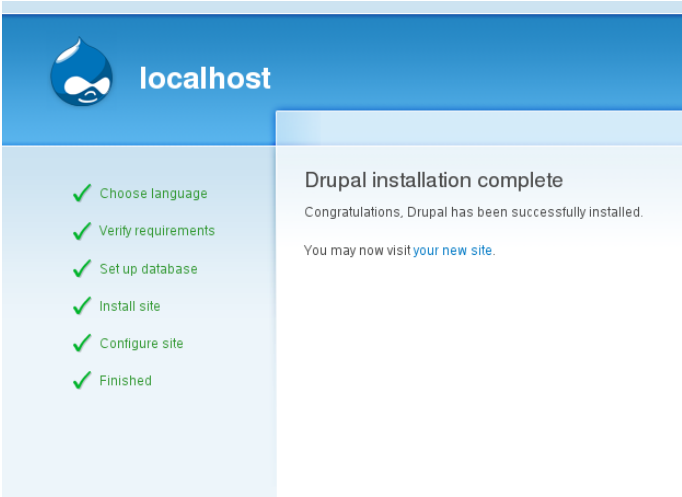 localhost
Choose language
Verify requirements
Set up database
Install site
Configure site
Finished
Drupal installation complete
Congratulations, Drupal has been successfully installed.
You may now visit your new site.